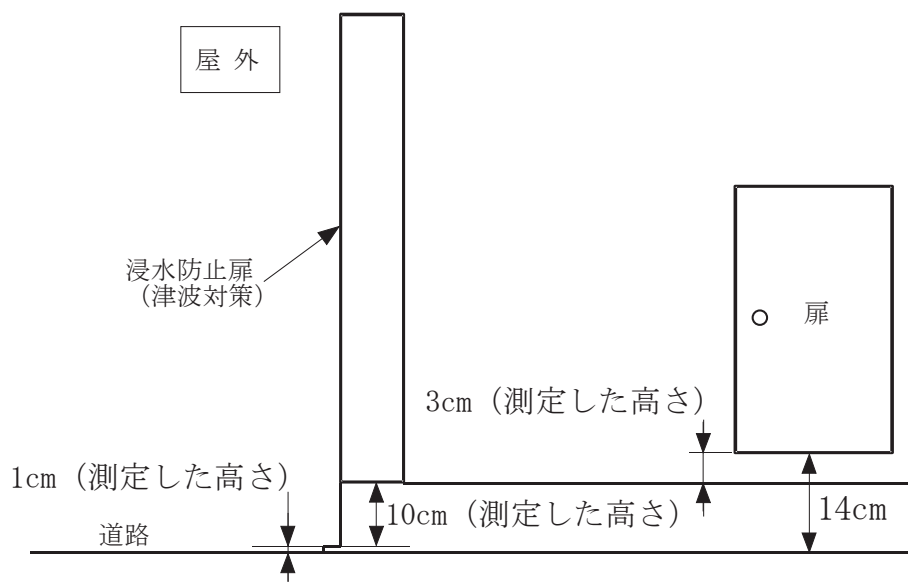 屋 外
浸水防止扉
（津波対策）
扉
3cm（測定した高さ）
1cm（測定した高さ）
10cm（測定した高さ）
14cm
道路